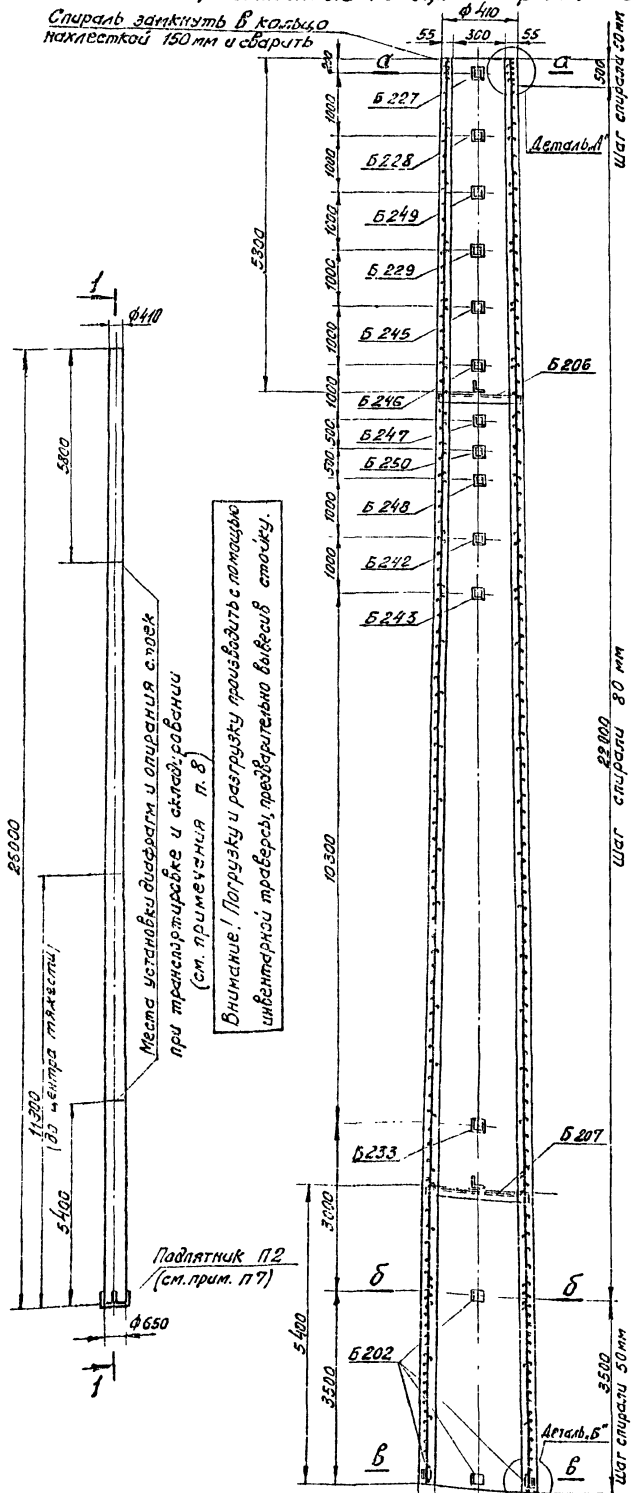 Спираль замкнуть в кольцо
нахлесткой 150 мм и сварить
ф 410
55
300
55
200
а
а
500
Шаг спирали 50 мм
Б 227
1000
Деталь „А"
Б 228
1000
Б 249
1000
5300
Б 229
1000
Б 245
1000
Б 246
Б 206
1000
Б 247
500
Б 250
500
Б 248
1000
Б 242
1000
Б 243
22000
Шаг спирали 80 мм
10300
Б 233
Б 207
3000
5400
б
б
Б 202
3500
3500
Шаг спирали 50мм
Деталь „Б"
в
в
1
ф410
5800
26000
Места установки диафрагм и опирания стоек
при транспортировке и складировании
(см. примечания п. 8)
Внимание! Погрузку и разгрузку производить с помощью
инвентарной траверсы, предварительно вывесив стойку.
11300
(до центра тяжести)
5400
Подпятник П2
(см. прим. п7)
ф650
1